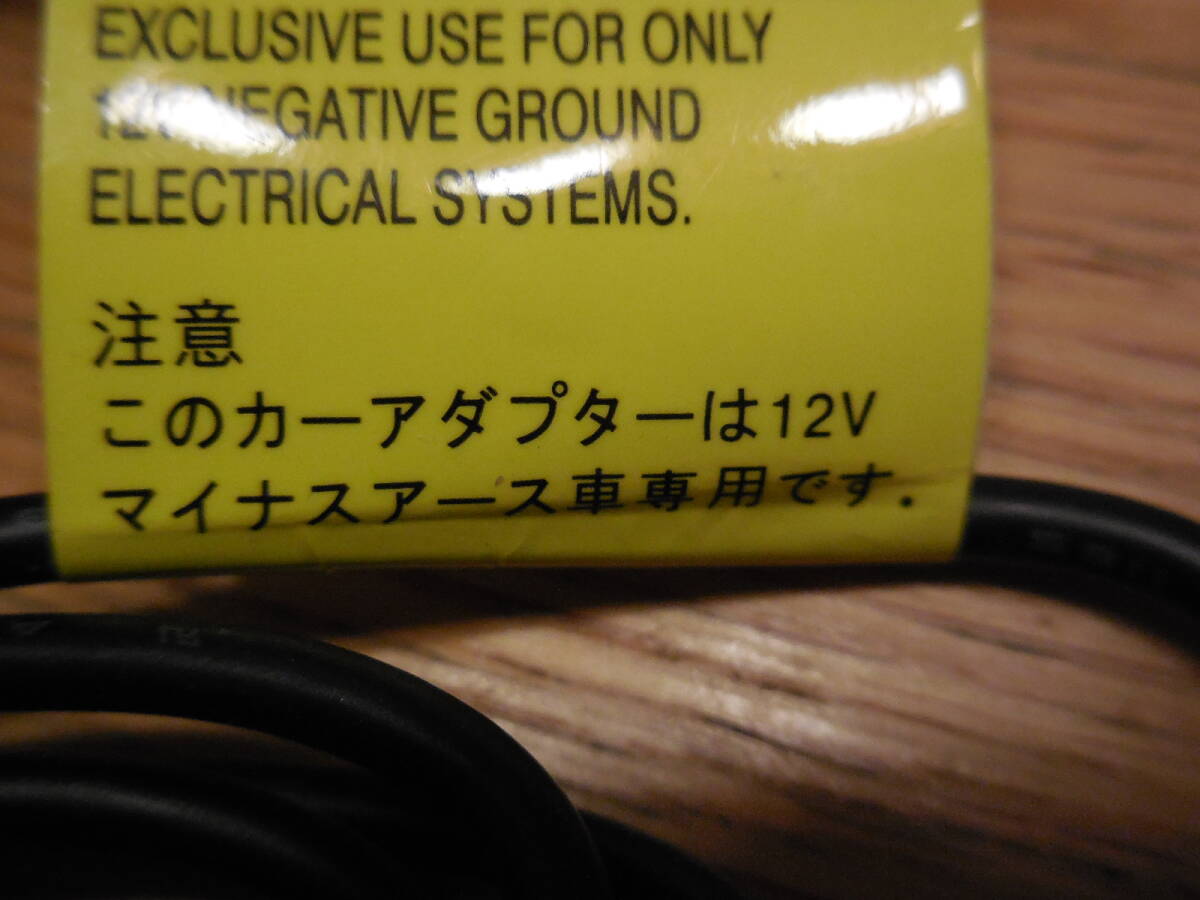 EXCLUSIVE USE FOR ONLY
12V NEGATIVE GROUND
ELECTRICAL SYSTEMS.
注意
このカーアダプターは12V
マイナスアース車専用です.